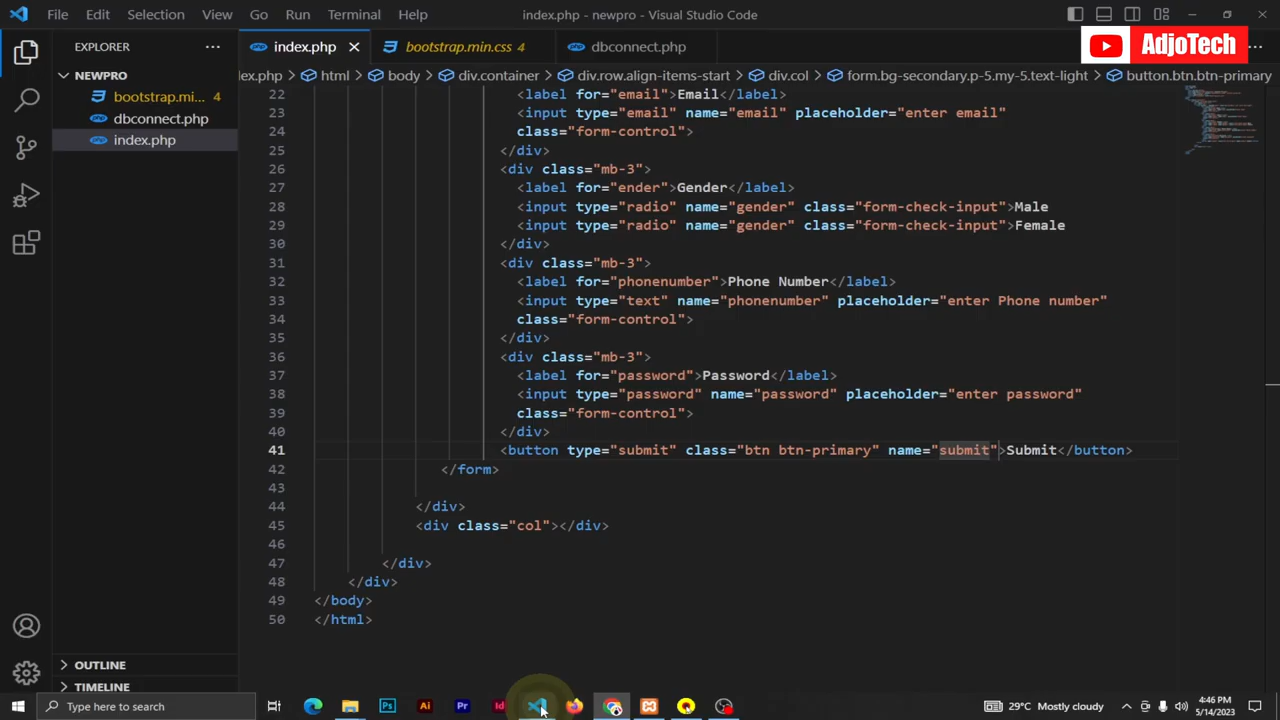 File Edit Selection View Go Run Terminal Help index.php - newpro - Visual Studio Code
EXPLORER
index.php
bootstrap.min.css 4
dbconnect.php
AdjoTech
NEWPRO
ex.php > html > body > div.container > div.row.align-items-start > div.col > form.bg-secondary.p-5.my-5.text-light > button.btn.btn-primary
bootstrap.mi... 4
dbconnect.php
index.php
22 <label for="email">Email</label>
23 <input type="email" name="email" placeholder="enter email"
24 class="form-control">
25 </div>
26 <div class="mb-3">
27 <label for="ender">Gender</label>
28 <input type="radio" name="gender" class="form-check-input">Male
29 <input type="radio" name="gender" class="form-check-input">Female
30 </div>
31 <div class="mb-3">
32 <label for="phonenumber">Phone Number</label>
33 <input type="text" name="phonenumber" placeholder="enter Phone number"
34 class="form-control">
35 </div>
36 <div class="mb-3">
37 <label for="password">Password</label>
38 <input type="password" name="password" placeholder="enter password"
39 class="form-control">
40 </div>
41 <button type="submit" class="btn btn-primary" name="submit">Submit</button>
42 </form>
43
44 </div>
45 <div class="col"></div>
46
47 </div>
48 </div>
49 </body>
50 </html>
OUTLINE
TIMELINE
Type here to search
Ps
Ai
Pr
Id
29°C Mostly cloudy
4:46 PM
5/14/2023